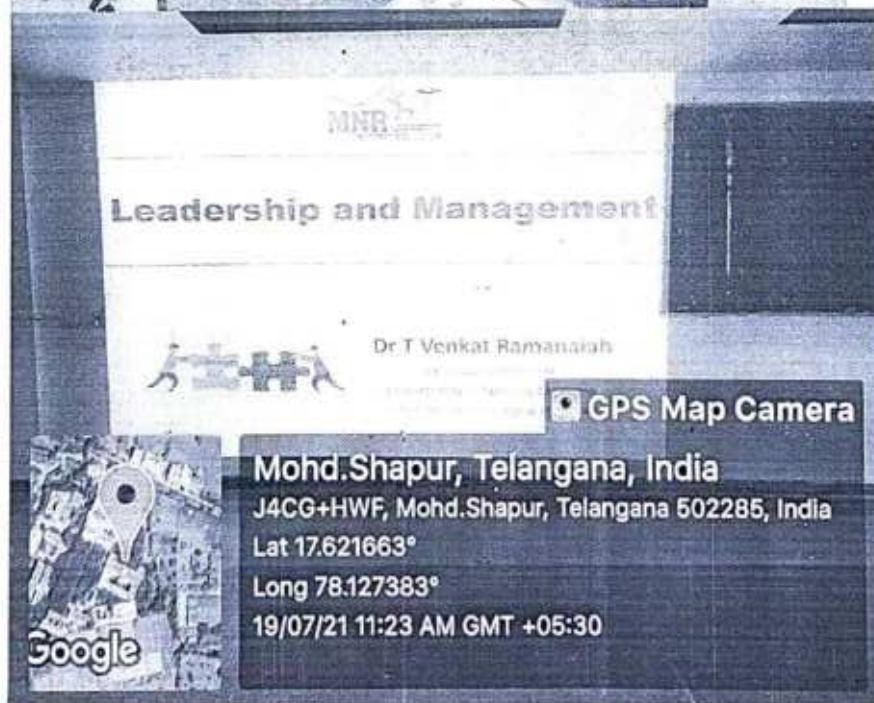 MNR
Leadership and Management
Dr T Venkat Ramanaiah
GPS Map Camera
Mohd.Shapur, Telangana, India
J4CG+HWF, Mohd.Shapur, Telangana 502285, India
Lat 17.621663°
Long 78.127383°
19/07/21 11:23 AM GMT +05:30
Google